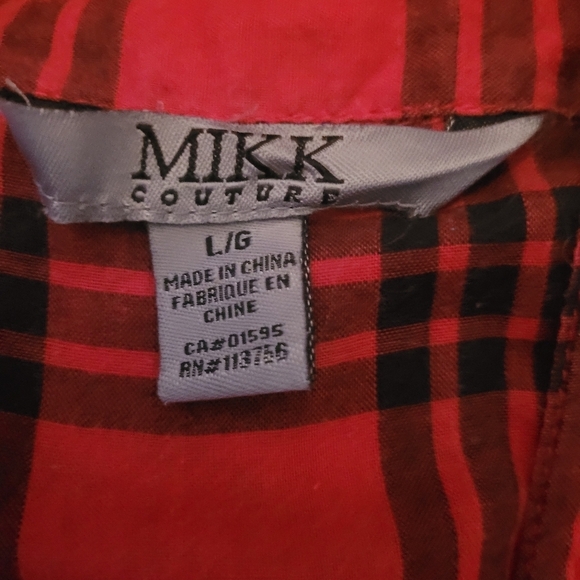 MIKK
COUTURE
L/G
MADE IN CHINA
FABRIQUE EN
CHINE
CA#01595
RN#113756